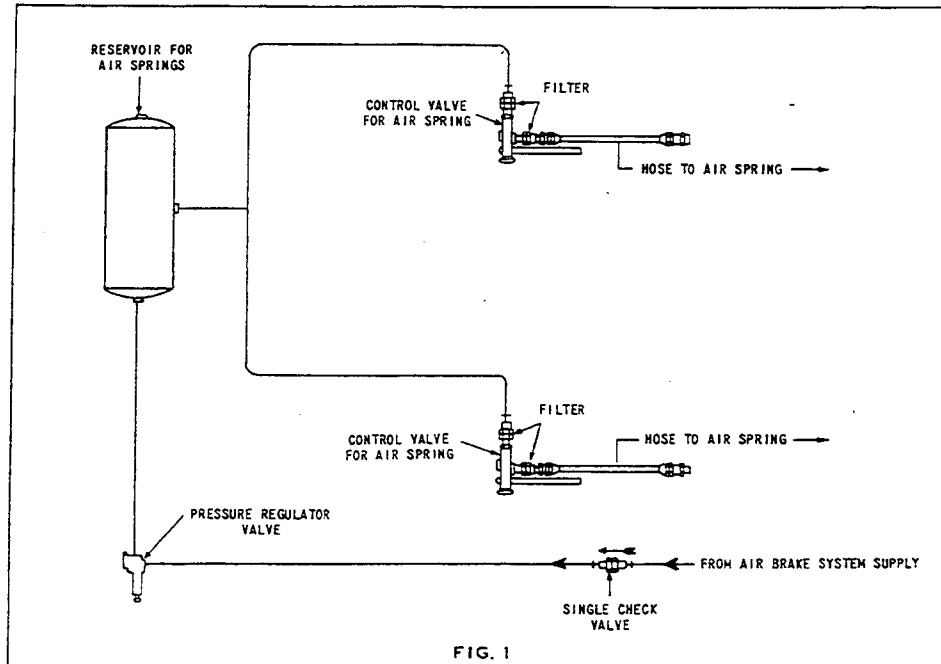 RESERVOIR FOR
AIR SPRINGS
FILTER
CONTROL VALVE
FOR AIR SPRING
HOSE TO AIR SPRING
FILTER
CONTROL VALVE
FOR AIR SPRING
HOSE TO AIR SPRING
PRESSURE REGULATOR
VALVE
FROM AIR BRAKE SYSTEM SUPPLY
SINGLE CHECK
VALVE
FIG. 1